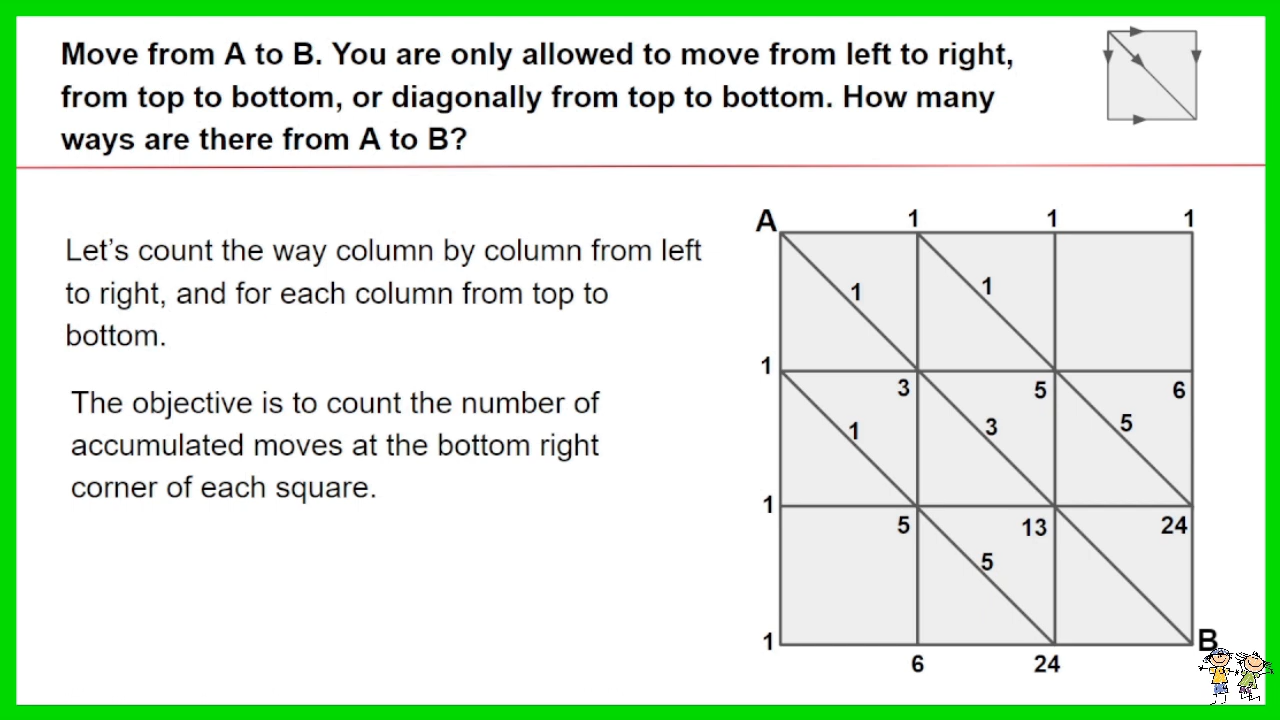 Move from A to B. You are only allowed to move from left to right,
from top to bottom, or diagonally from top to bottom. How many
ways are there from A to B?
Let’s count the way column by column from left
to right, and for each column from top to
bottom.
The objective is to count the number of
accumulated moves at the bottom right
corner of each square.
A 1 1 1
1 1
1 3 5 6
1 3 5
1 5 13 24
5
1 B
6 24